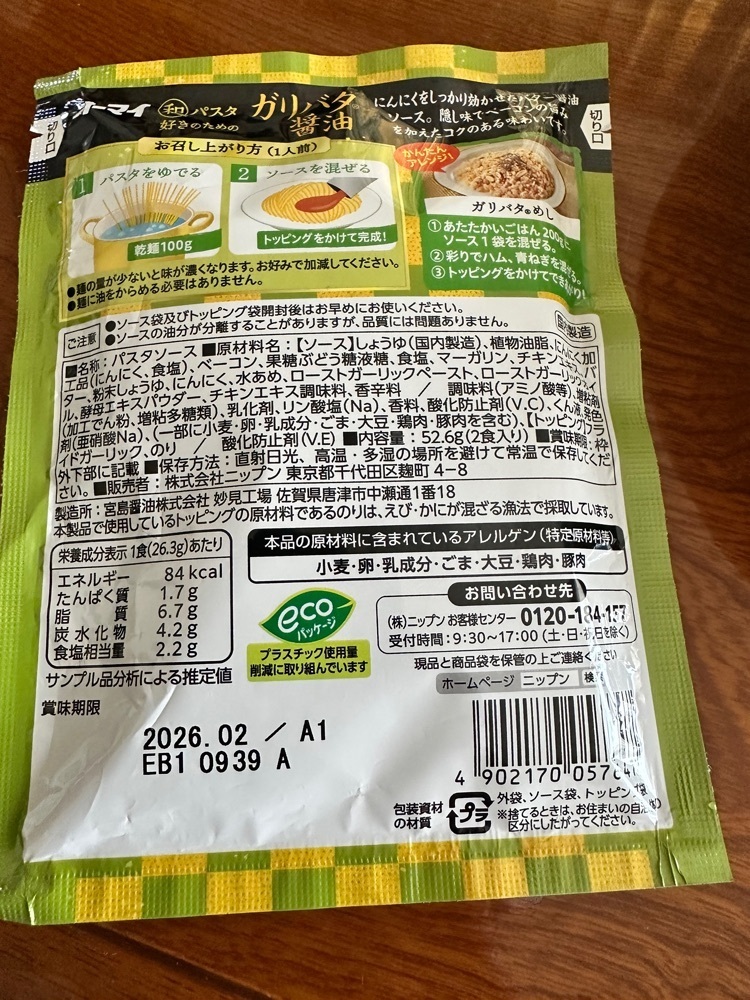 オーマイ
和パスタ
好きのための
ガリバタ
醤油
にんにくをしっかり効かせたバター醤油
ソース。隠し味でベーコンの旨み
を加えたコクのある味わいです。
切り口
切り口
お召し上がり方(1人前)
1 パスタをゆでる
乾麺100g
2 ソースを混ぜる
トッピングをかけて完成!
●麺の量が少ないと味が濃くなります。お好みで加減してください。
●麺に油をからめる必要はありません。
かんたん
アレンジ!
ガリバタ®めし
①あたたかいごはん200gに
ソース1袋を混ぜる。
②彩りでハム、青ねぎを混ぜる。
③トッピングをかけてできあがり!
ご注意
●ソース袋及びトッピング袋開封後はお早めにお使いください。
●ソースの油分が分離することがありますが、品質には問題ありません。
国内製造
■名称:パスタソース ■原材料名:【ソース】しょうゆ(国内製造)、植物油脂、にんにく加
工品(にんにく、食塩)、ベーコン、果糖ぶどう糖液糖、食塩、マーガリン、チキンエキス、バ
ター、粉末しょうゆ、にんにく、水あめ、ローストガーリックペースト、ローストガーリックオイ
ル、酵母エキスパウダー、チキンエキス調味料、香辛料 / 調味料(アミノ酸等)、増粘剤
(加工でん粉、増粘多糖類)、乳化剤、リン酸塩(Na)、香料、酸化防止剤(V.C)、くん液、発色
剤(亜硝酸Na)、(一部に小麦・卵・乳成分・ごま・大豆・鶏肉・豚肉を含む)、【トッピング】フラ
イドガーリック、のり / 酸化防止剤(V.E) ■内容量:52.6g(2食入り) ■賞味期限:枠
外下部に記載 ■保存方法:直射日光、高温・多湿の場所を避けて常温で保存してくだ
さい。 ■販売者:株式会社ニップン 東京都千代田区麹町4-8
製造所:宮島醤油株式会社 妙見工場 佐賀県唐津市中瀬通1番18
本製品で使用しているトッピングの原材料であるのりは、えび・かにが混ざる漁法で採取しています。
栄養成分表示 1食(26.3g)あたり
エネルギー 84kcal
たんぱく質 1.7g
脂質 6.7g
炭水化物 4.2g
食塩相当量 2.2g
サンプル品分析による推定値
本品の原材料に含まれているアレルゲン(特定原材料等)
小麦・卵・乳成分・ごま・大豆・鶏肉・豚肉
eco
パッケージ
プラスチック使用量
削減に取り組んでいます
お問い合わせ先
(株)ニップン お客様センター 0120-184-157
受付時間:9:30~17:00(土・日・祝日を除く)
現品と商品袋を保管の上ご連絡ください
ホームページ ニップン 検
賞味期限
2026.02 / A1
EB1 0939 A
4 902170 057
包装資材
の材質
プラ
外袋、ソース袋、トッピング袋
※捨てるときは、お住まいの自治
区分にしたがってください。